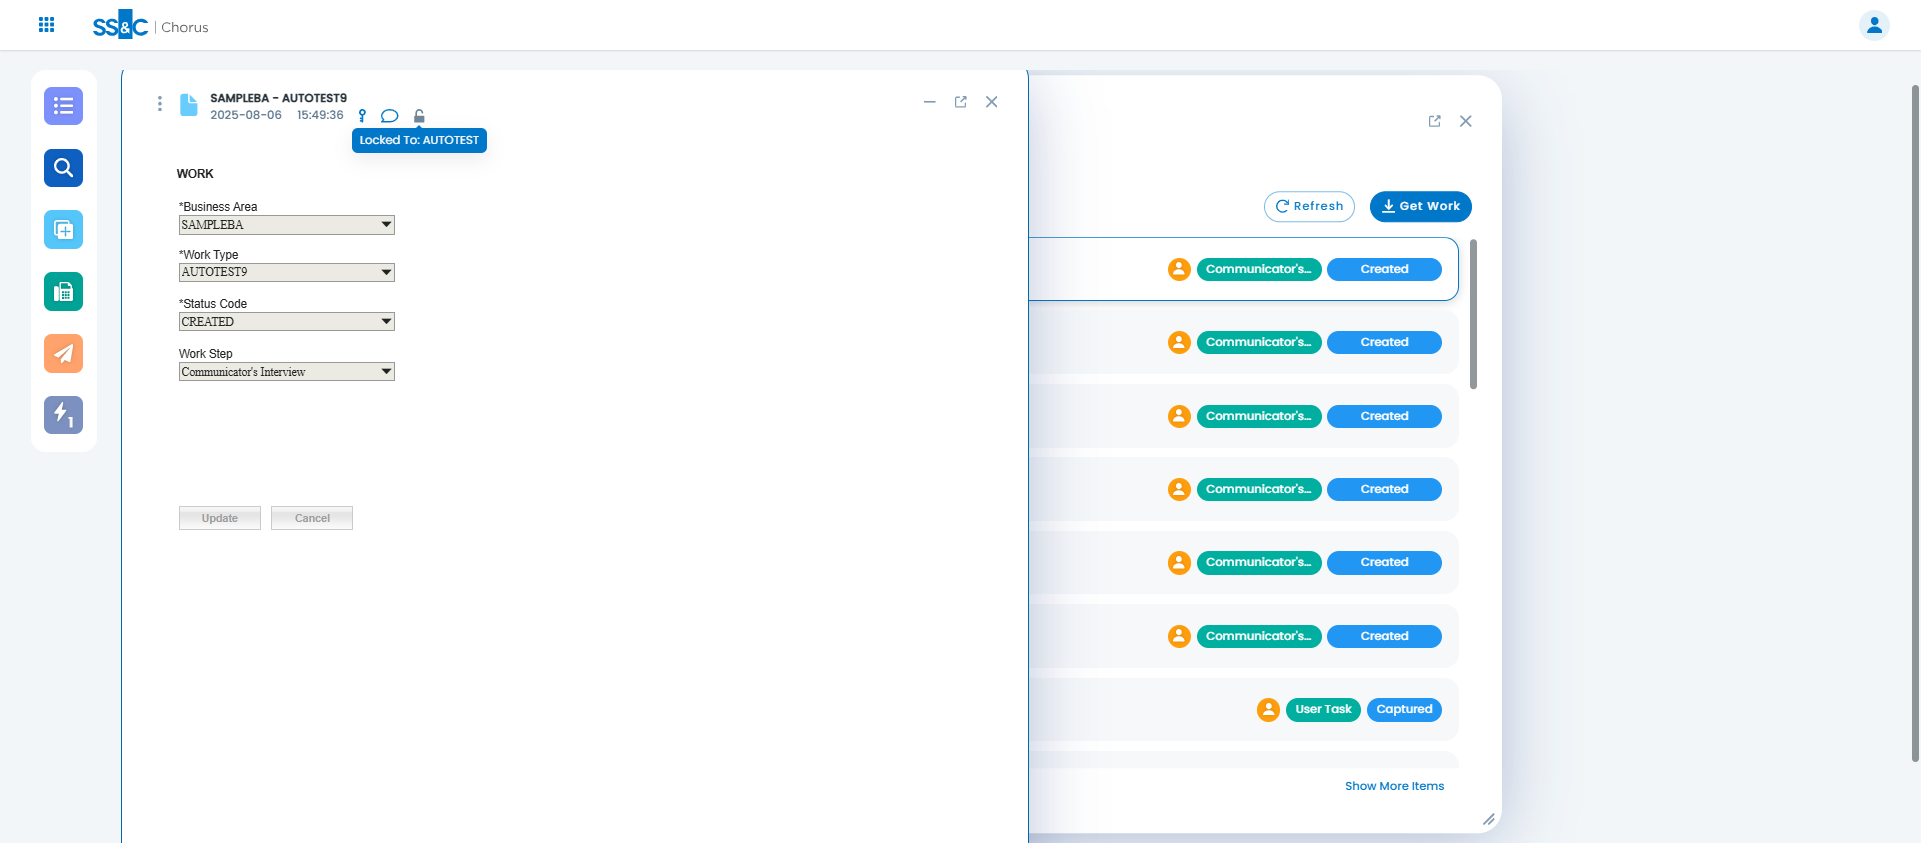 SS&C | Chorus
SAMPLEBA - AUTOTEST9
2025-08-06 15:49:36
Locked To: AUTOTEST
WORK
*Business Area
SAMPLEBA
*Work Type
AUTOTEST9
*Status Code
CREATED
Work Step
Communicator's Interview
Update Cancel
1
Refresh Get Work
Communicator's... Created
Communicator's... Created
Communicator's... Created
Communicator's... Created
Communicator's... Created
Communicator's... Created
User Task Captured
Show More Items